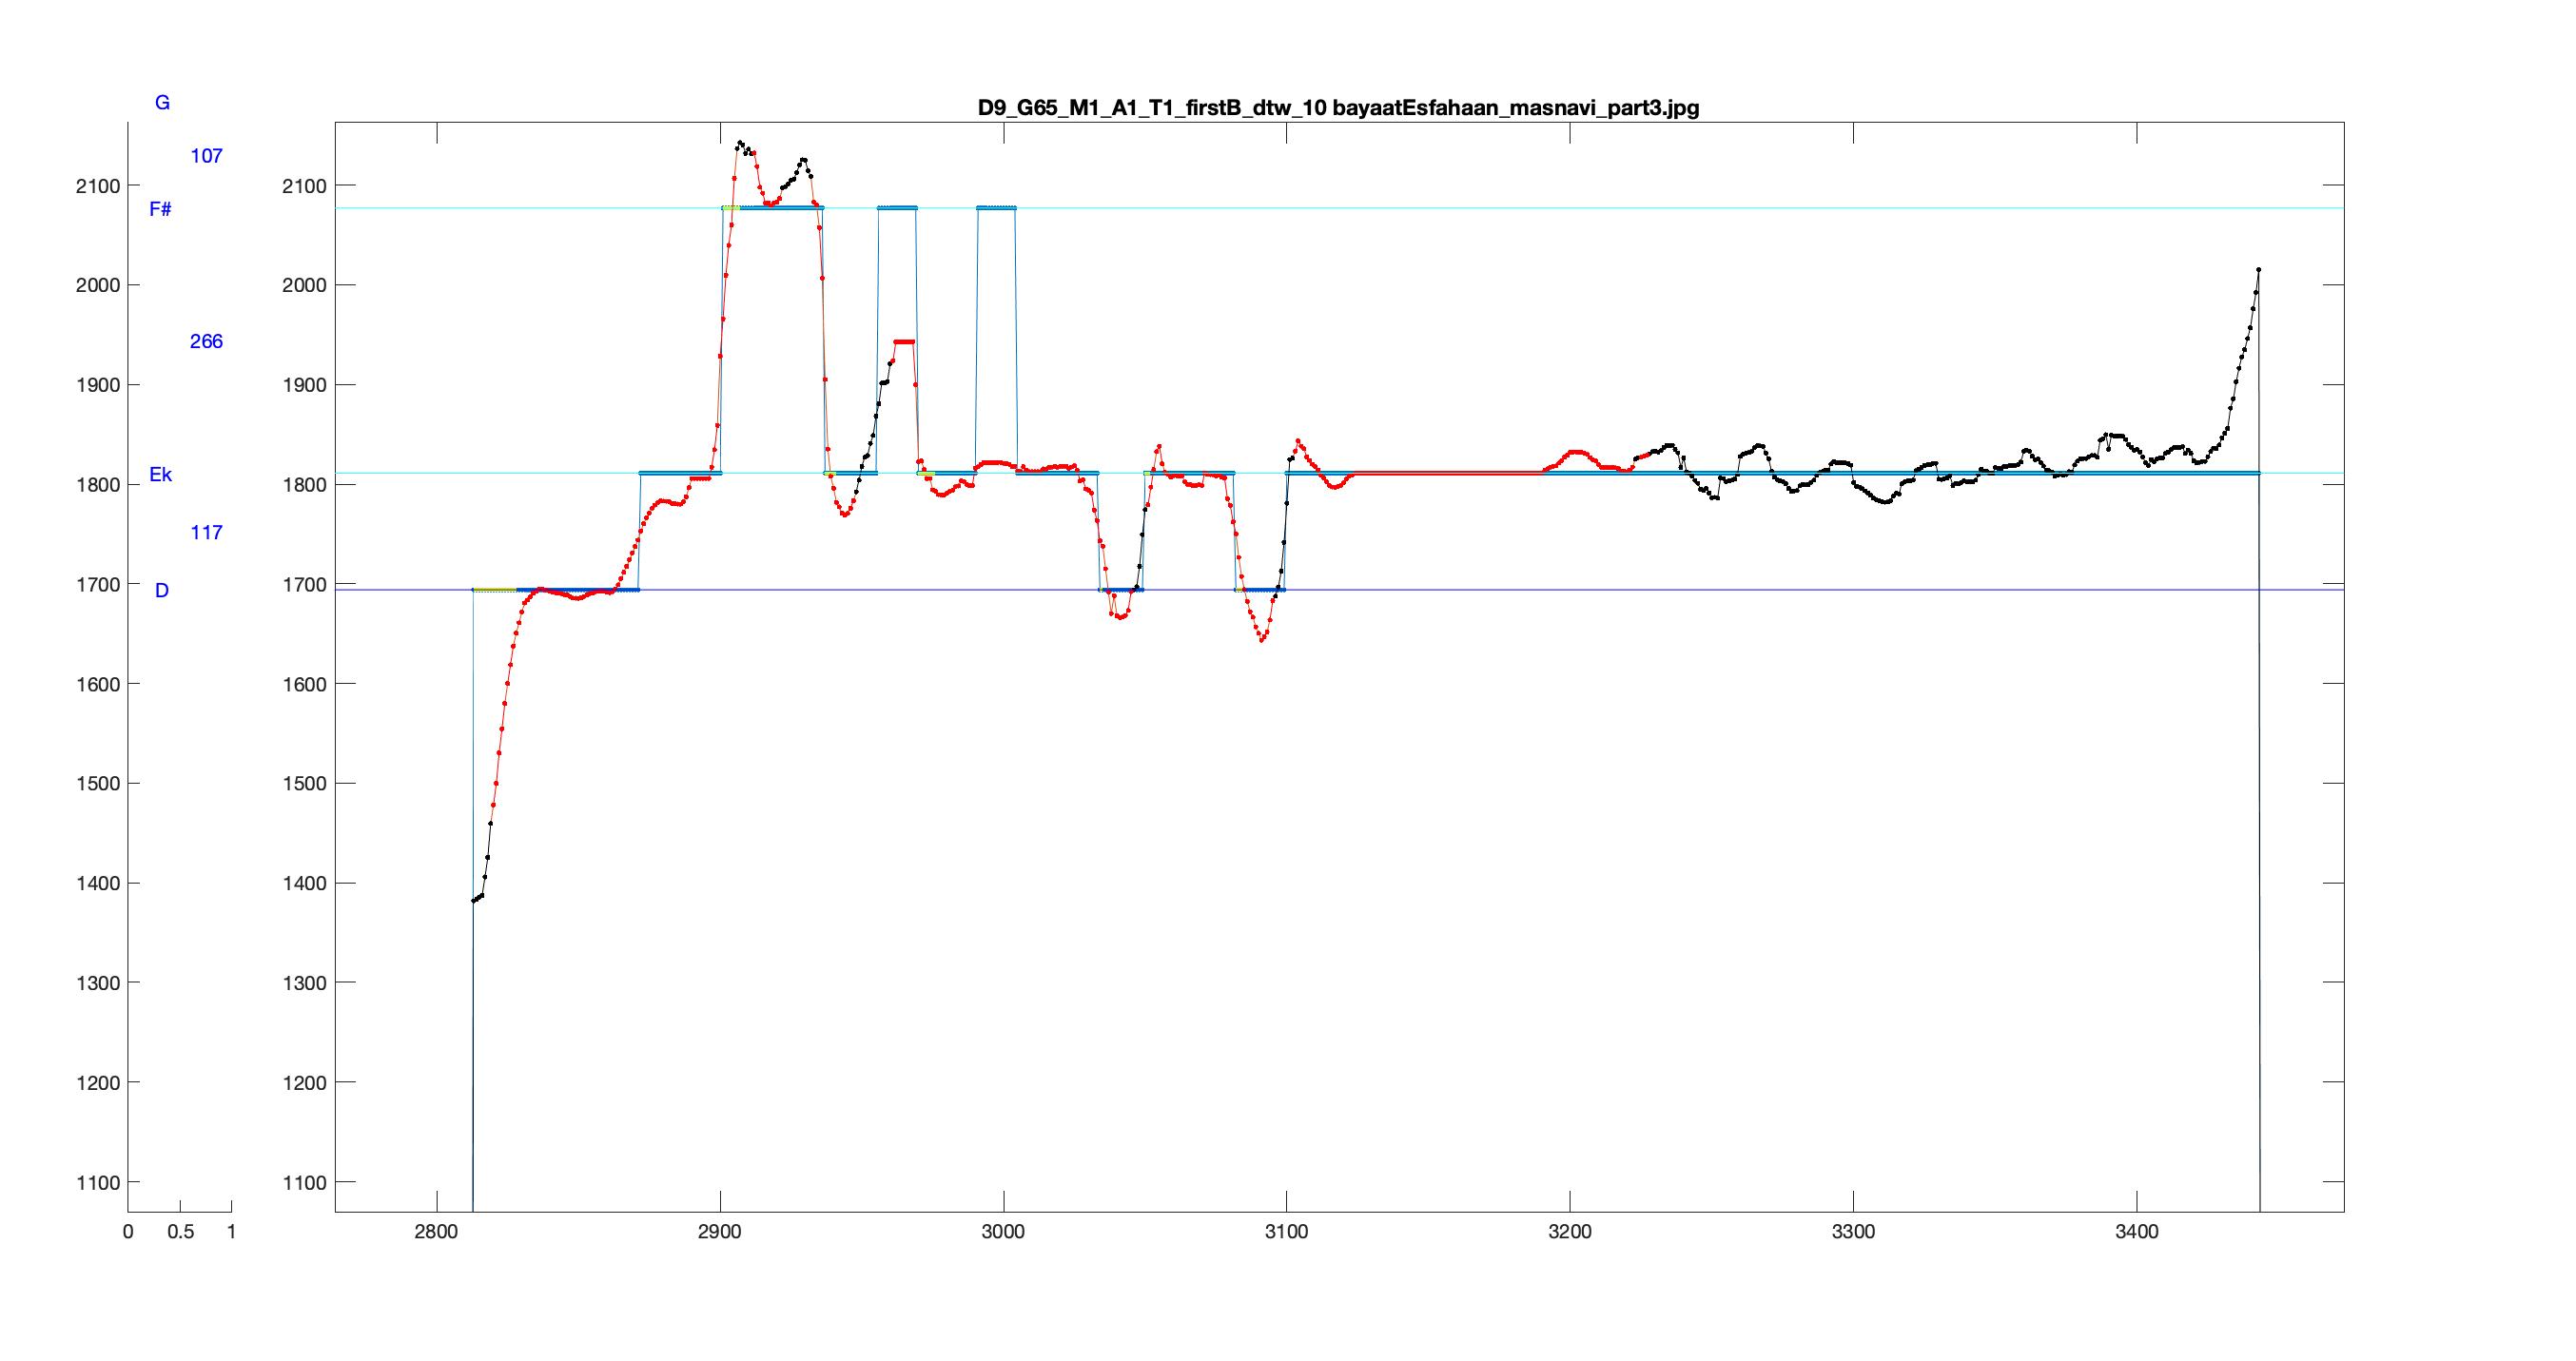 D9_G65_M1_A1_T1_firstB_dtw_10 bayaatEsfahaan_masnavi_part3.jpg
G
107
2100 F# 2100
2000 2000
266
1900 1900
1800 Ek 1800
117
1700 D 1700
1600 1600
1500 1500
1400 1400
1300 1300
1200 1200
1100 1100
0 0.5 1 2800 2900 3000 3100 3200 3300 3400